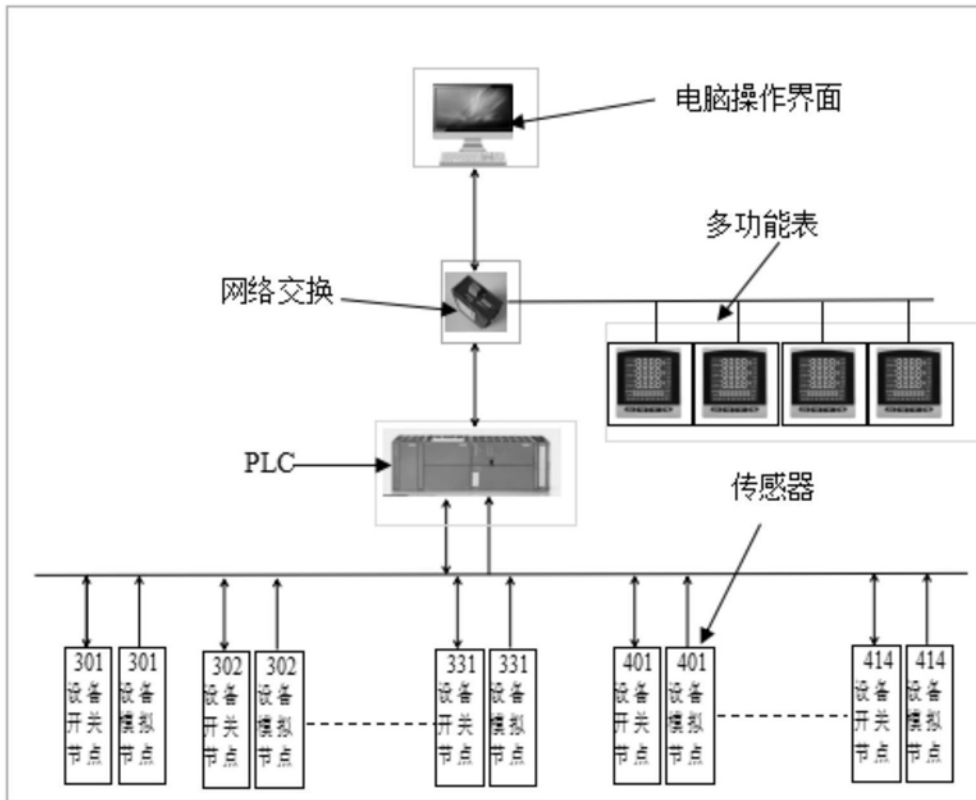 电脑操作界面
多功能表
网络交换
PLC
传感器
301
设备
开关
节点
301
设备
模拟
节点
302
设备
开关
节点
302
设备
模拟
节点
331
设备
开关
节点
331
设备
模拟
节点
401
设备
开关
节点
401
设备
模拟
节点
414
设备
开关
节点
414
设备
模拟
节点